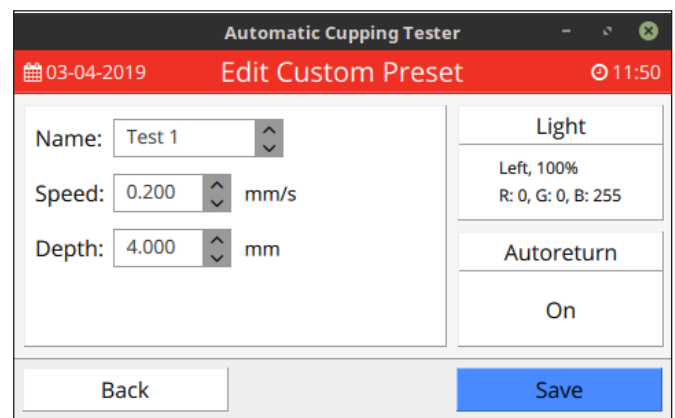 Automatic Cupping Tester
03-04-2019 Edit Custom Preset 11:50
Name: Test 1
Speed: 0.200 mm/s
Depth: 4.000 mm
Light
Left, 100%
R: 0, G: 0, B: 255
Autoreturn
On
Back Save